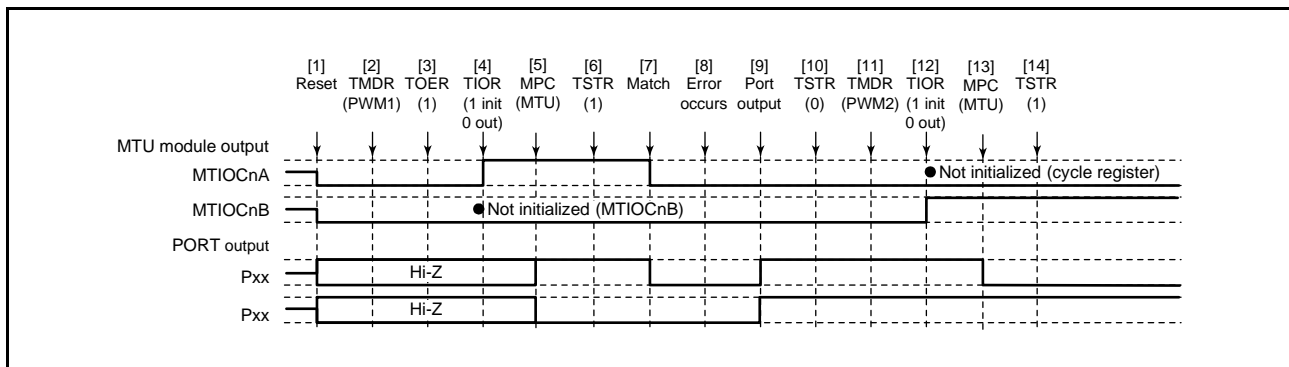 [1] [2] [3] [4] [5] [6] [7] [8] [9] [10] [11] [12] [13] [14]
Reset TMDR TOER TIOR MPC TSTR Match Error Port TSTR TMDR TIOR MPC TSTR
(PWM1) (1) (1 init (MTU) (1) occurs output (0) (PWM2) (1 init (MTU) (1)
0 out) 0 out)
MTU module output
MTIOCnA ● Not initialized (cycle register)
MTIOCnB ● Not initialized (MTIOCnB)
PORT output
Pxx Hi-Z
Pxx Hi-Z